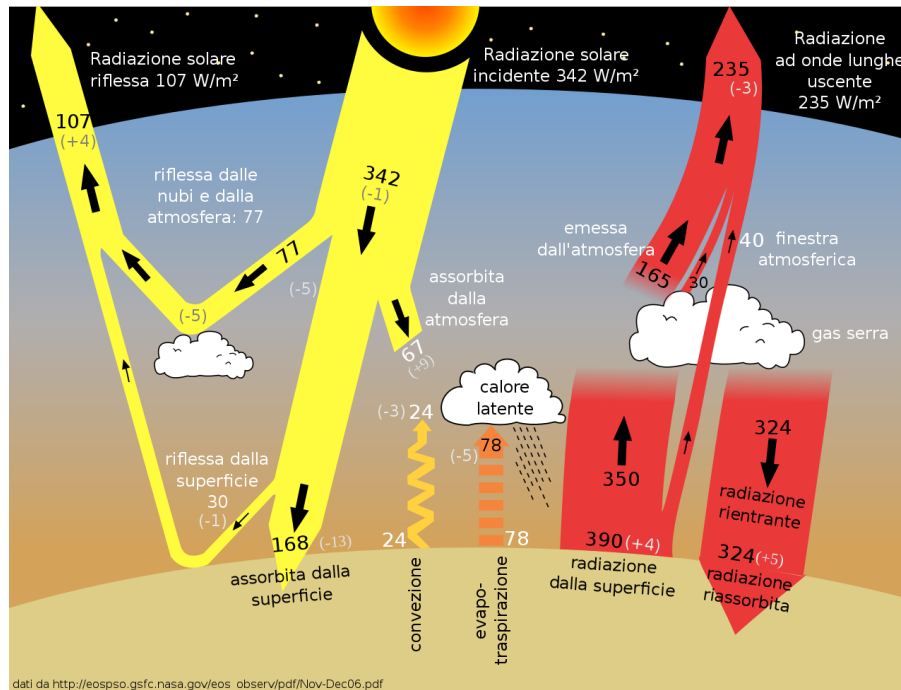 Radiazione solare
riflessa 107 W/m²
Radiazione solare
incidente 342 W/m²
Radiazione
ad onde lunghe
uscente
235 W/m²
235
(-3)
107
(+4)
342
(-1)
riflessa dalle
nubi e dalla
atmosfera: 77
77
(-5)
(-5)
emessa
dall'atmosfera
165
30
40
finestra
atmosferica
assorbita
dalla
atmosfera
67
(+9)
gas serra
calore
latente
(-3) 24
78
(-5)
324
radiazione
rientrante
350
riflessa dalla
superficie
30
(-1)
168 (-13)
assorbita dalla
superficie
24
convezione
78
evapo-
traspirazione
390 (+4)
radiazione
dalla superficie
324 (+5)
radiazione
riassorbita
dati da http://eospso.gsfc.nasa.gov/eos_observ/pdf/Nov-Dec06.pdf